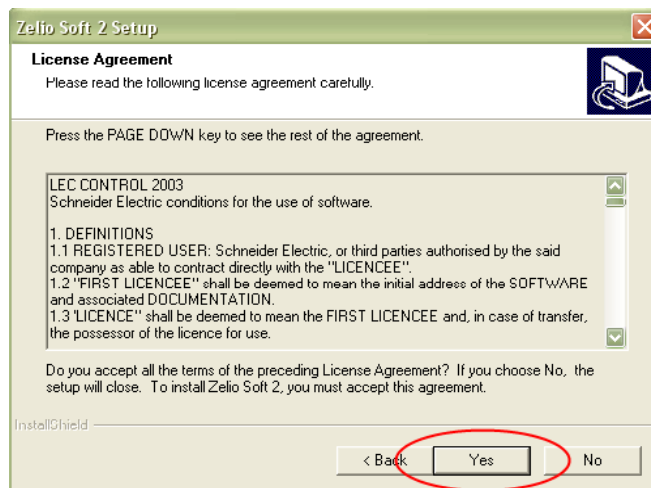 Zelio Soft 2 Setup
License Agreement
Please read the following license agreement carefully.
Press the PAGE DOWN key to see the rest of the agreement.
LEC CONTROL 2003
Schneider Electric conditions for the use of software.
1. DEFINITIONS
1.1 REGISTERED USER: Schneider Electric, or third parties authorised by the said
company as able to contract directly with the "LICENCEE".
1.2 "FIRST LICENCEE" shall be deemed to mean the initial address of the SOFTWARE
and associated DOCUMENTATION.
1.3 'LICENCE" shall be deemed to mean the FIRST LICENCEE and, in case of transfer,
the possessor of the licence for use.
Do you accept all the terms of the preceding License Agreement? If you choose No, the
setup will close. To install Zelio Soft 2, you must accept this agreement.
InstallShield
< Back Yes No